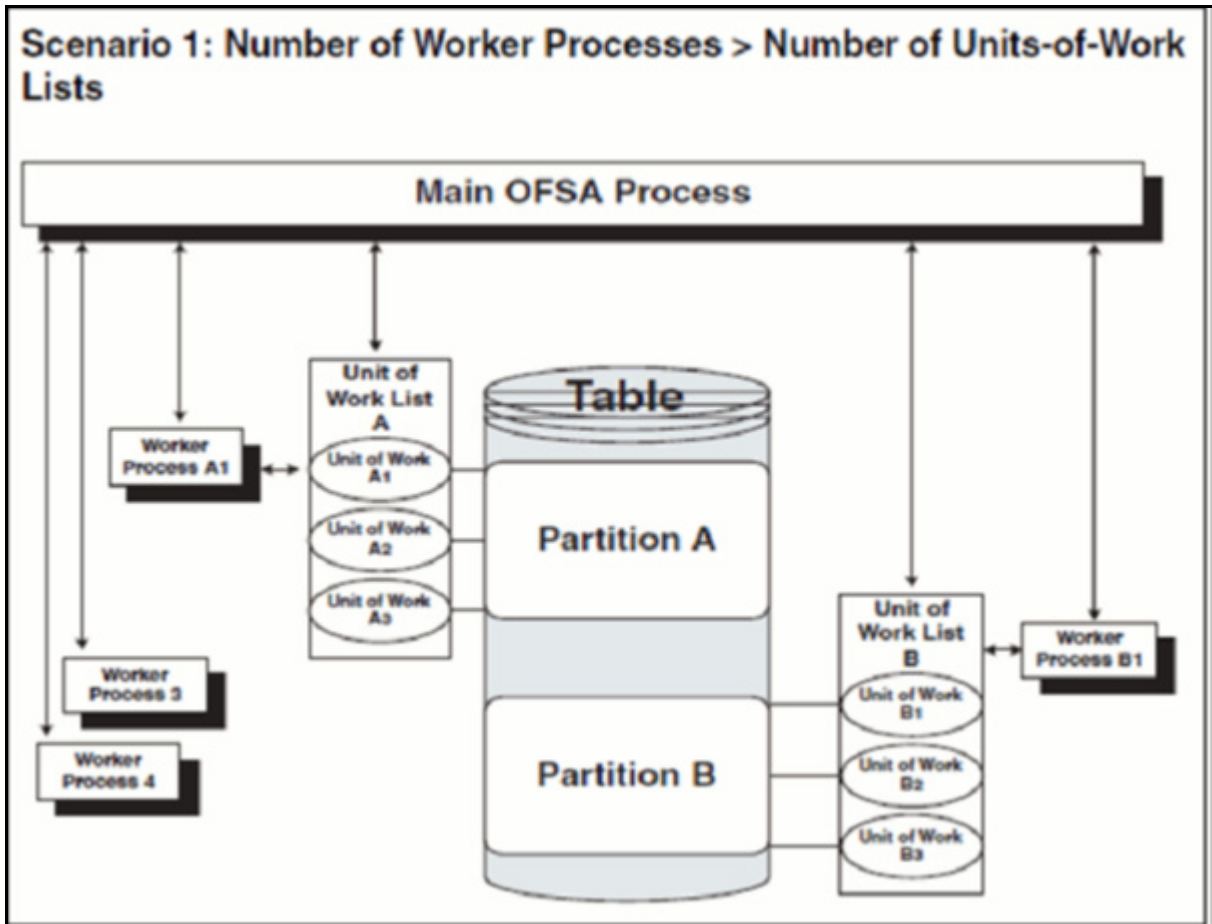 Scenario 1: Number of Worker Processes > Number of Units-of-Work
Lists
Main OFSA Process
Unit of
Work List
A
Table
Worker
Process A1
Unit of Work
A1
Unit of Work
A2
Partition A
Unit of Work
A3
Unit of
Work List
B
Worker
Process B1
Worker
Process 3
Unit of Work
B1
Worker
Process 4
Partition B
Unit of Work
B2
Unit of Work
B3